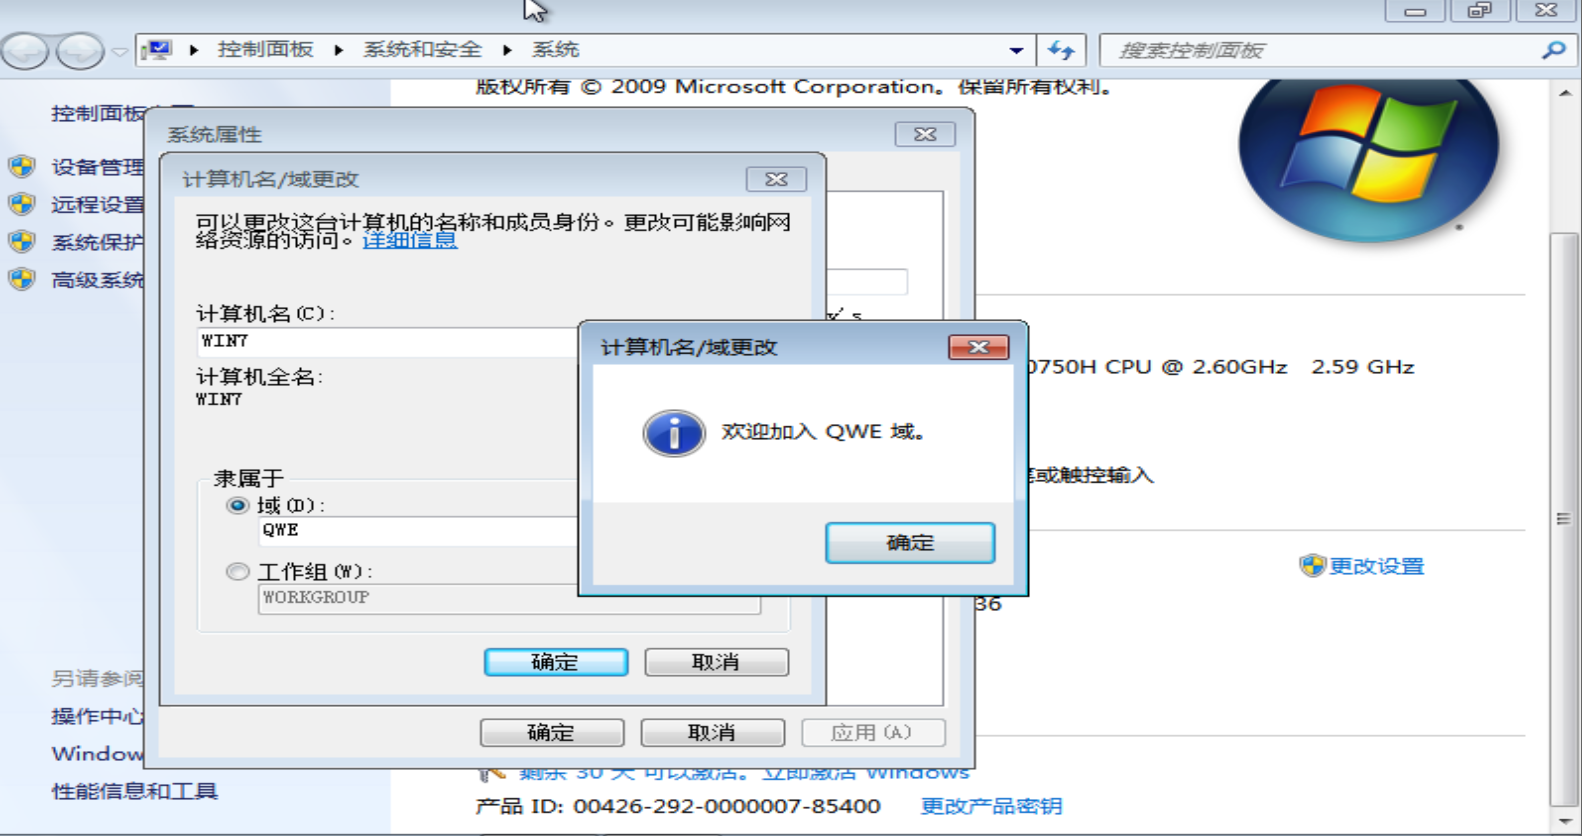 控制面板 ▸ 系统和安全 ▸ 系统
搜索控制面板
版权所有 © 2009 Microsoft Corporation。保留所有权利。
控制面板
设备管理
远程设置
系统保护
高级系统
系统属性
计算机名/域更改
可以更改这台计算机的名称和成员身份。更改可能影响网
络资源的访问。详细信息
计算机名(C):
WIN7
计算机全名:
WIN7
隶属于
域(D):
QWE
工作组(W):
WORKGROUP
确定 取消
确定 取消 应用(A)
计算机名/域更改
欢迎加入 QWE 域。
确定
0750H CPU @ 2.60GHz 2.59 GHz
或触控输入
更改设置
36
另请参阅
操作中心
Window
性能信息和工具
剩余 30 天 可以激活。立即激活 Windows
产品 ID: 00426-292-0000007-85400 更改产品密钥